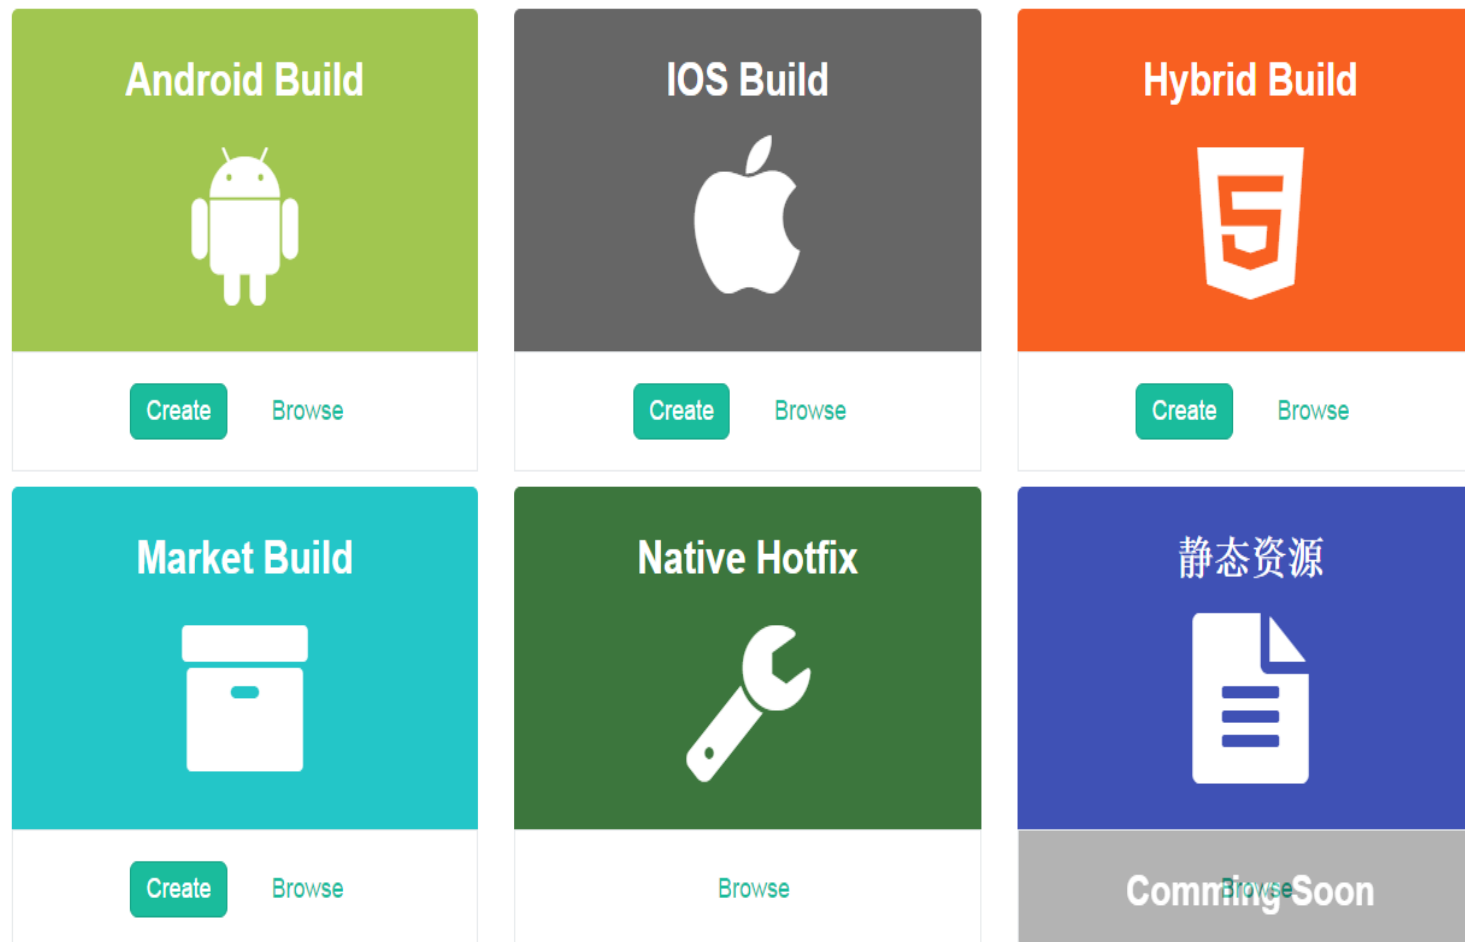 Android Build
IOS Build
Hybrid Build
Create Browse
Create Browse
Create Browse
Market Build
Native Hotfix
静态资源
Create Browse
Browse
Browse
Comming Soon